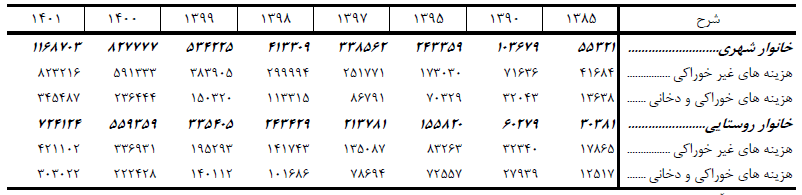 شرح ۱۳۸۵ ۱۳۹۰ ۱۳۹۵ ۱۳۹۷ ۱۳۹۸ ۱۳۹۹ ۱۴۰۰ ۱۴۰۱
خانوار شهری........................... ۵۵۳۲۱ ۱۰۳۶۷۹ ۲۴۳۳۵۹ ۳۳۸۵۶۲ ۴۱۳۳۰۹ ۵۳۴۲۲۵ ۸۲۷۷۷۷ ۱۱۶۸۷۰۳
هزینه های غیر خوراکی ................ ۴۱۶۸۴ ۷۱۶۳۶ ۱۷۳۰۳۰ ۲۵۱۷۷۱ ۲۹۹۹۹۴ ۳۸۳۹۰۵ ۵۹۱۳۳۳ ۸۲۳۲۱۶
هزینه های خوراکی و دخانی ....... ۱۳۶۳۸ ۳۲۰۴۳ ۷۰۳۲۹ ۸۶۷۹۱ ۱۱۳۳۱۵ ۱۵۰۳۲۰ ۲۳۶۴۴۴ ۳۴۵۴۸۷
خانوار روستایی....................... ۳۰۳۸۱ ۶۰۲۷۹ ۱۵۵۸۲۰ ۲۱۳۷۸۱ ۲۴۳۴۲۹ ۳۳۵۴۰۵ ۵۵۹۳۵۹ ۷۲۴۱۲۴
هزینه های غیر خوراکی ................ ۱۷۸۶۵ ۳۲۳۴۰ ۸۳۲۶۳ ۱۳۵۰۸۷ ۱۴۱۷۴۳ ۱۹۵۲۹۳ ۳۳۶۹۳۱ ۴۲۱۱۰۲
هزینه های خوراکی و دخانی ....... ۱۲۵۱۷ ۲۷۹۳۹ ۷۲۵۵۷ ۷۸۶۹۴ ۱۰۱۶۸۶ ۱۴۰۱۱۲ ۲۲۲۴۲۸ ۳۰۳۰۲۲